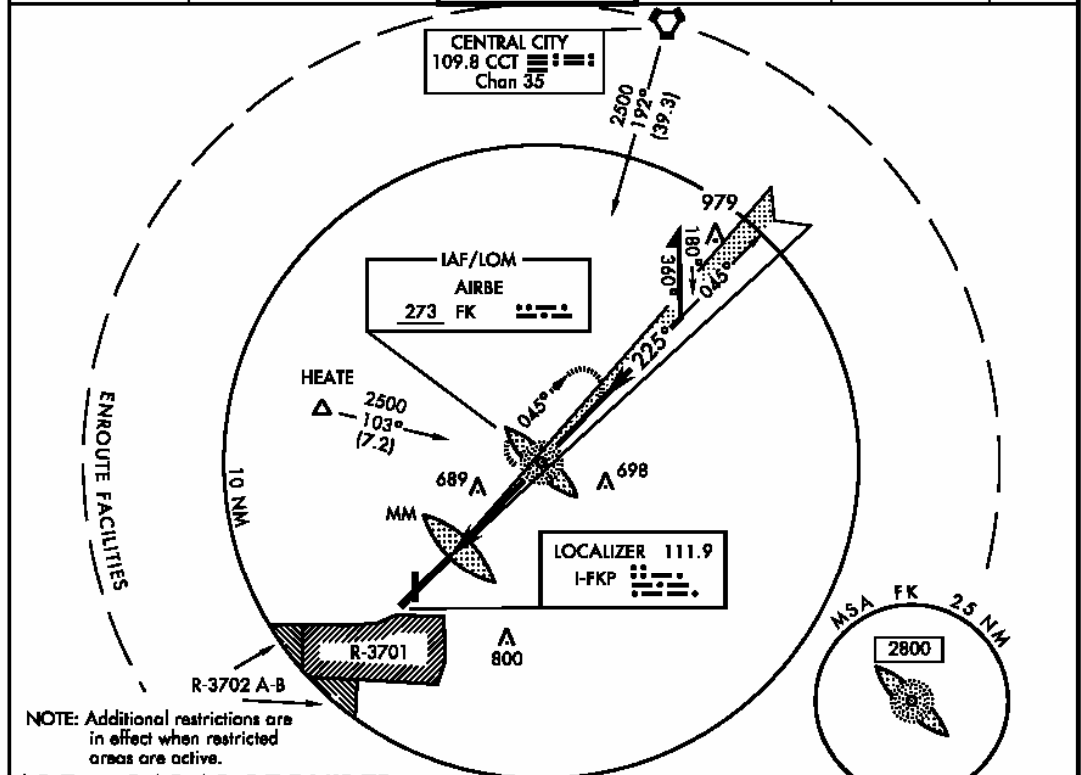 CENTRAL CITY
109.8 CCT
Chan 35
2500
192°
(39.3)
979
180°
360°
045°
IAF/LOM
AIRBE
273 FK
225°
HEATE
2500
103°
(7.2)
045°
689
698
MM
ENROUTE FACILITIES
10 NM
LOCALIZER 111.9
I-FKP
R-3701
800
R-3702 A-B
MSA FK 25 NM
2800
NOTE: Additional restrictions are
in effect when restricted
areas are active.